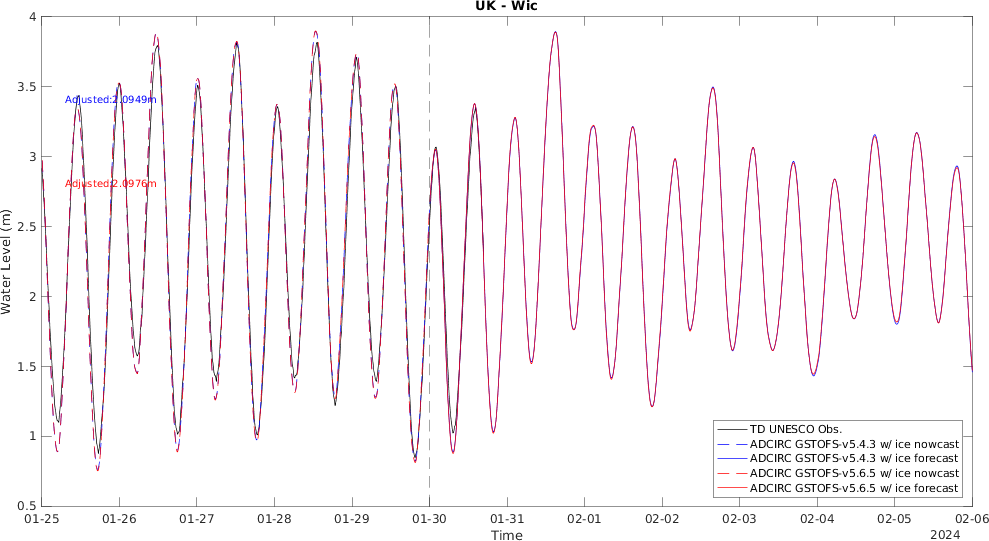 UK - Wic
4
3.5
3
2.5
2
1.5
1
0.5
Water Level (m)
Adjusted:2.0949m
Adjusted:2.0976m
TD UNESCO Obs.
ADCIRC GSTOFS-v5.4.3 w/ ice nowcast
ADCIRC GSTOFS-v5.4.3 w/ ice forecast
ADCIRC GSTOFS-v5.6.5 w/ ice nowcast
ADCIRC GSTOFS-v5.6.5 w/ ice forecast
01-25 01-26 01-27 01-28 01-29 01-30 01-31 02-01 02-02 02-03 02-04 02-05 02-06
Time
2024